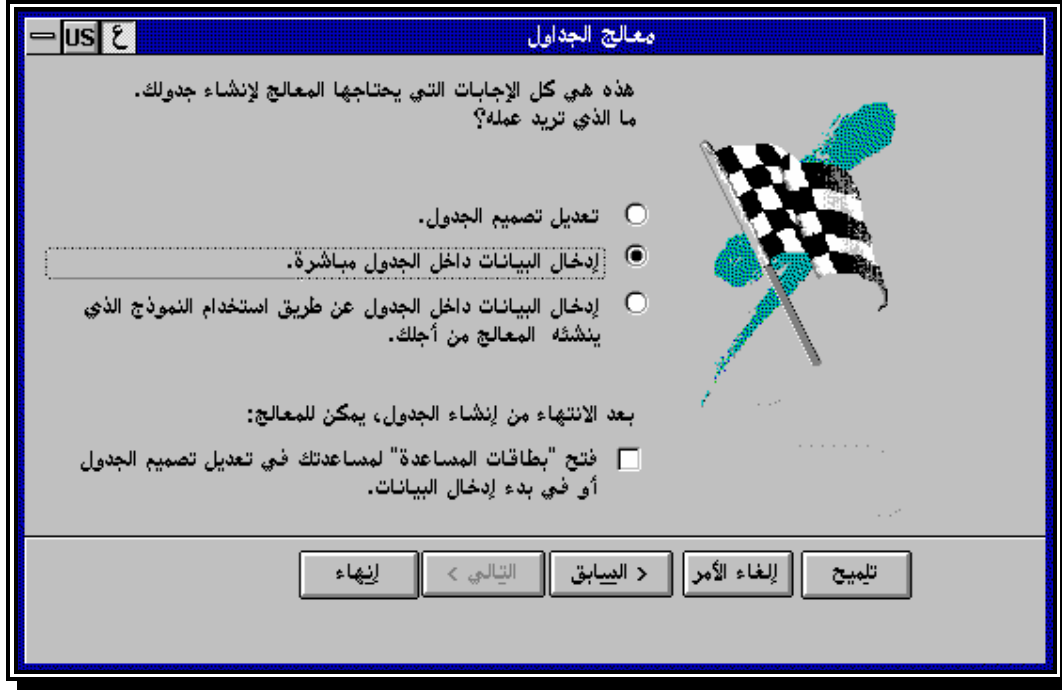 معالج الجداول
ع
US
هذه هي كل الإجابات التي يحتاجها المعالج لإنشاء جدولك.
ما الذي تريد عمله؟
تعديل تصميم الجدول.
إدخال البيانات داخل الجدول مباشرة.
إدخال البيانات داخل الجدول عن طريق استخدام النموذج الذي
ينشئه المعالج من أجلك.
بعد الانتهاء من إنشاء الجدول، يمكن للمعالج:
فتح "بطاقات المساعدة" لمساعدتك في تعديل تصميم الجدول
أو في بدء إدخال البيانات.
تلميح
إلغاء الأمر
< السابق
التالي >
إنهاء